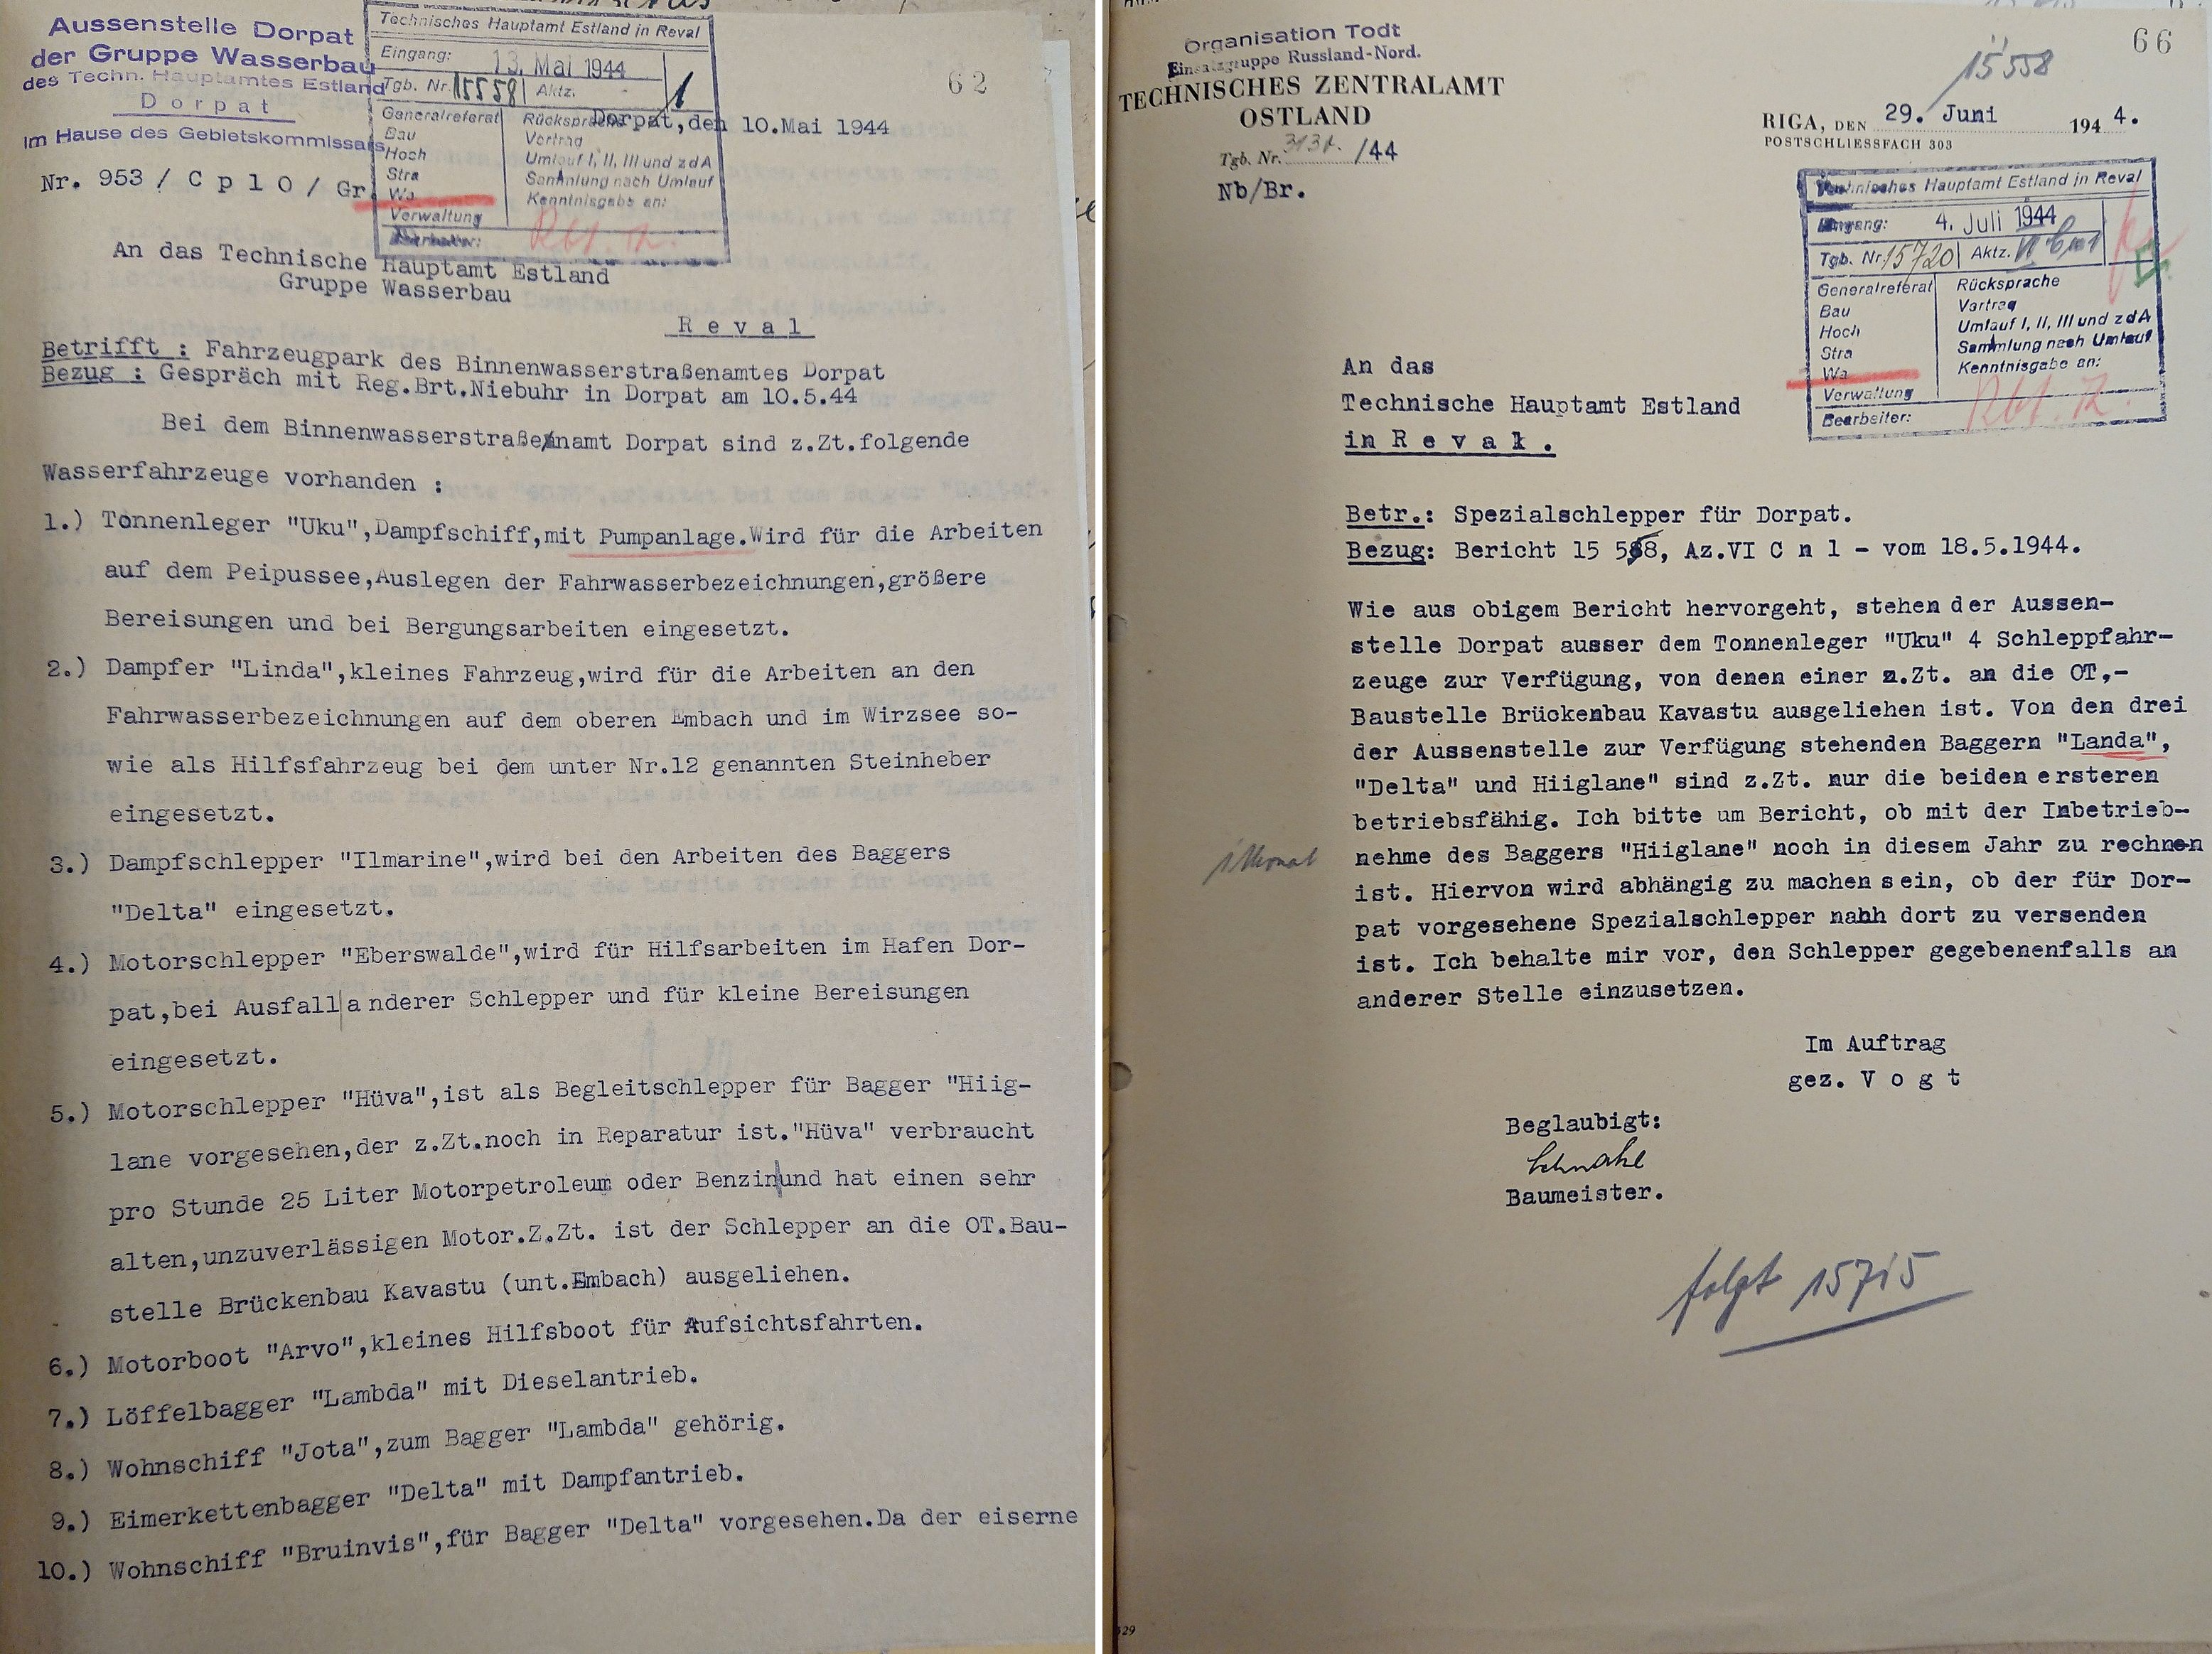 Aussenstelle Dorpat
der Gruppe Wasserbau
des Techn. Hauptamtes Estland
Dorpat
Im Hause des Gebietskommissars
Nr. 953 / C p l O / Gr.
Technisches Hauptamt Estland in Reval
Eingang: 13. Mai 1944
Tgb. Nr. 15558 Aktz.
Generalreferat
Bau
Hoch
Stra
Wa
Verwaltung
Bearbeiter:
Rücksprache
Vortrag
Umlauf I, II, III und z d A
Sammlung nach Umlauf
Kenntnisgabe an:
62
Dorpat,den 10.Mai 1944
An das Technische Hauptamt Estland
Gruppe Wasserbau
R e v a l
Betrifft : Fahrzeugpark des Binnenwasserstraßenamtes Dorpat
Bezug : Gespräch mit Reg.Brt.Niebuhr in Dorpat am 10.5.44
Bei dem Binnenwasserstraßenamt Dorpat sind z.Zt.folgende
Wasserfahrzeuge vorhanden :
1.) Tonnenleger "Uku",Dampfschiff,mit Pumpanlage.Wird für die Arbeiten
auf dem Peipussee,Auslegen der Fahrwasserbezeichnungen,größere
Bereisungen und bei Bergungsarbeiten eingesetzt.
2.) Dampfer "Linda",kleines Fahrzeug,wird für die Arbeiten an den
Fahrwasserbezeichnungen auf dem oberen Embach und im Wirzsee so-
wie als Hilfsfahrzeug bei dem unter Nr.12 genannten Steinheber
eingesetzt.
3.) Dampfschlepper "Ilmarine",wird bei den Arbeiten des Baggers
"Delta" eingesetzt.
4.) Motorschlepper "Eberswalde",wird für Hilfsarbeiten im Hafen Dor-
pat,bei Ausfall|a nderer Schlepper und für kleine Bereisungen
eingesetzt.
5.) Motorschlepper "Hüva",ist als Begleitschlepper für Bagger "Hiig-
lane vorgesehen,der z.Zt.noch in Reparatur ist."Hüva" verbraucht
pro Stunde 25 Liter Motorpetroleum oder Benzin|und hat einen sehr
alten,unzuverlässigen Motor.Z.Zt. ist der Schlepper an die OT.Bau-
stelle Brückenbau Kavastu (unt.Embach) ausgeliehen.
6.) Motorboot "Arvo",kleines Hilfsboot für Aufsichtsfahrten.
7.) Löffelbagger "Lambda" mit Dieselantrieb.
8.) Wohnschiff "Jota",zum Bagger "Lambda" gehörig.
9.) Eimerkettenbagger "Delta" mit Dampfantrieb.
10.) Wohnschiff "Bruinvis",für Bagger "Delta" vorgesehen.Da der eiserne
Organisation Todt
Einsatzgruppe Russland-Nord.
TECHNISCHES ZENTRALAMT
OSTLAND
Tgb. Nr. /44
Nb/Br.
66
15558
RIGA, DEN 29. Juni 194 4.
POSTSCHLIESSFACH 303
Technisches Hauptamt Estland in Reval
Eingang: 4. Juli 1944
Tgb. Nr. 15720 Aktz.
Generalreferat
Bau
Hoch
Stra
Wa
Verwaltung
Bearbeiter:
Rücksprache
Vortrag
Umlauf I, II, III und z d A
Sammlung nach Umlauf
Kenntnisgabe an:
An das
Technische Hauptamt Estland
in R e v a l .
Betr.: Spezialschlepper für Dorpat.
Bezug: Bericht 15 558, Az.VI C n l - vom 18.5.1944.
Wie aus obigem Bericht hervorgeht, stehen der Aussen-
stelle Dorpat ausser dem Tonnenleger "Uku" 4 Schleppfahr-
zeuge zur Verfügung, von denen einer z.Zt. an die OT,-
Baustelle Brückenbau Kavastu ausgeliehen ist. Von den drei
der Aussenstelle zur Verfügung stehenden Baggern "Landa",
"Delta" und Hiiglane" sind z.Zt. nur die beiden ersteren
betriebsfähig. Ich bitte um Bericht, ob mit der Inbetrieb-
nehme des Baggers "Hiiglane" noch in diesem Jahr zu rechnen
ist. Hiervon wird abhängig zu machen sein, ob der für Dor-
pat vorgesehene Spezialschlepper nahh dort zu versenden
ist. Ich behalte mir vor, den Schlepper gegebenenfalls an
anderer Stelle einzusetzen.
1 Monat
Im Auftrag
gez. V o g t
Beglaubigt:
Baumeister.
folgt 15715
529